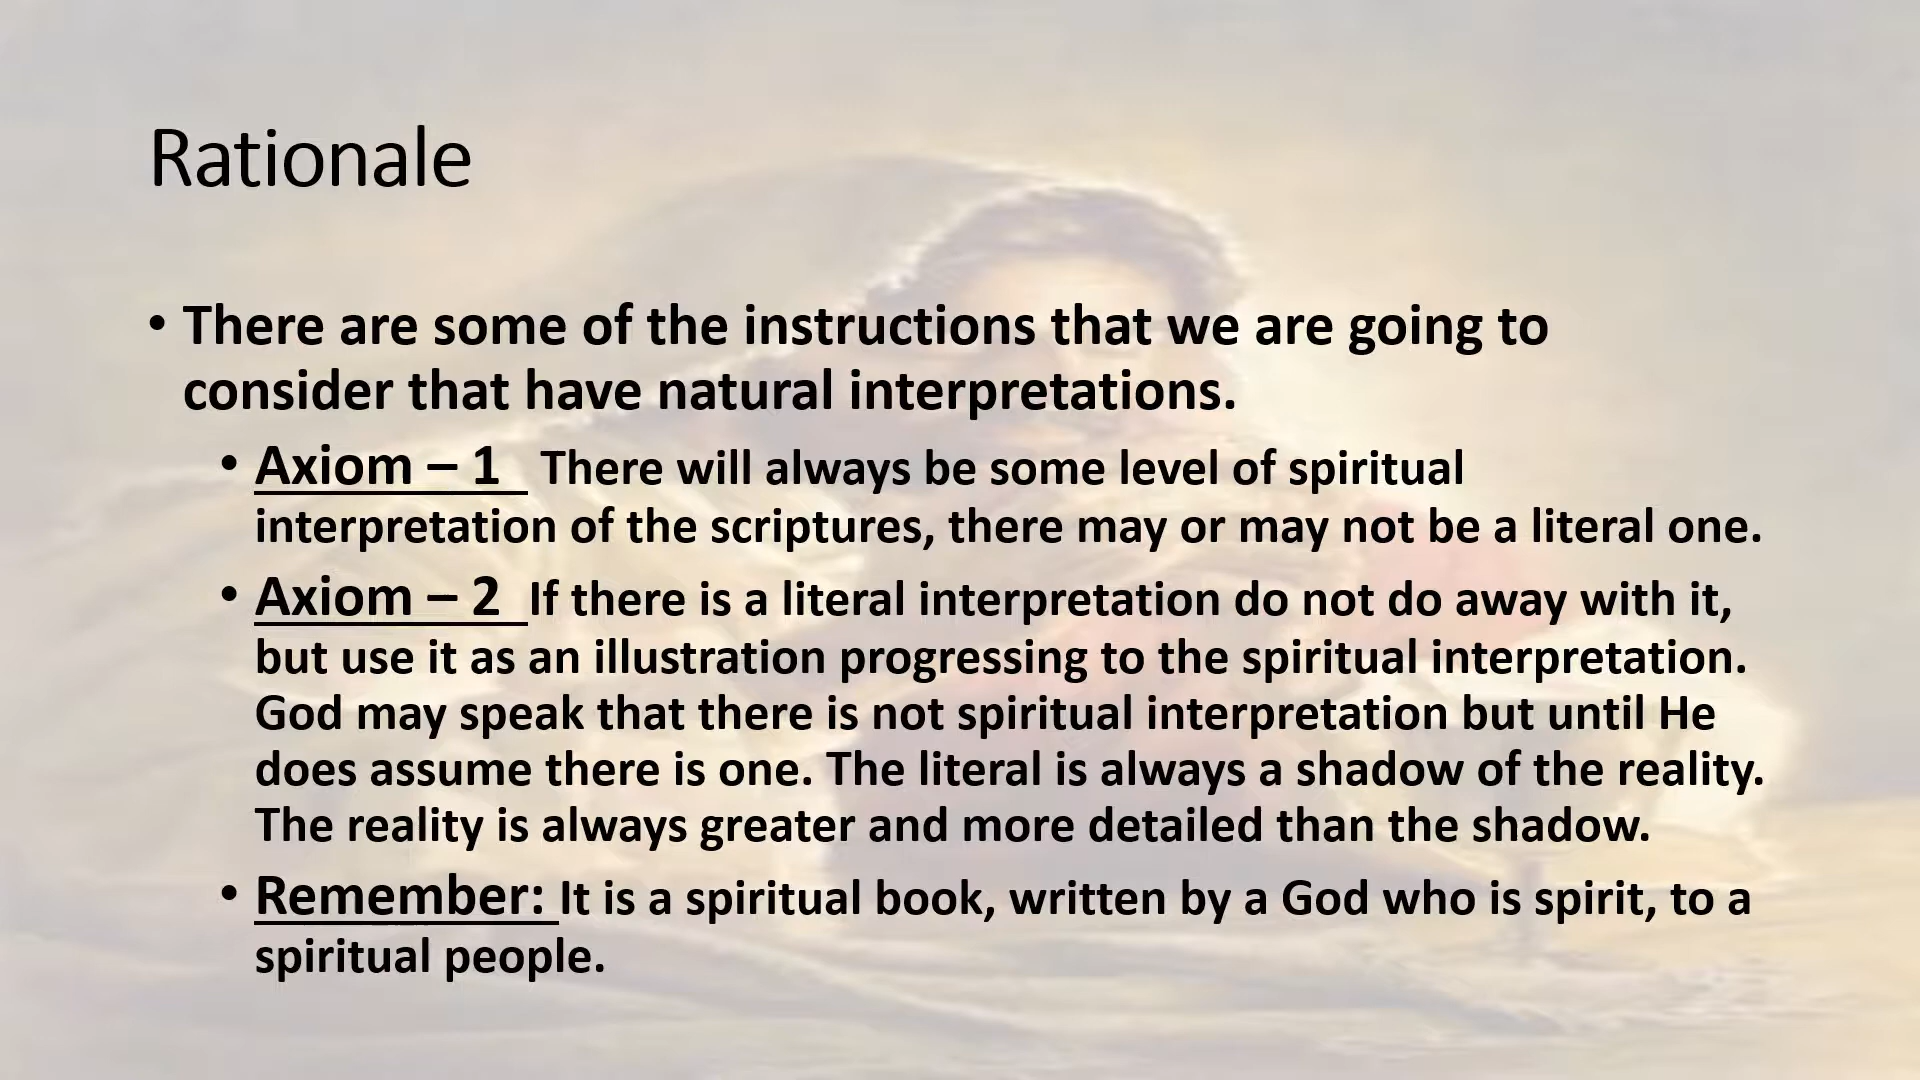 Rationale
• There are some of the instructions that we are going to
consider that have natural interpretations.
• Axiom – 1 There will always be some level of spiritual
interpretation of the scriptures, there may or may not be a literal one.
• Axiom – 2 If there is a literal interpretation do not do away with it,
but use it as an illustration progressing to the spiritual interpretation.
God may speak that there is not spiritual interpretation but until He
does assume there is one. The literal is always a shadow of the reality.
The reality is always greater and more detailed than the shadow.
• Remember: It is a spiritual book, written by a God who is spirit, to a
spiritual people.